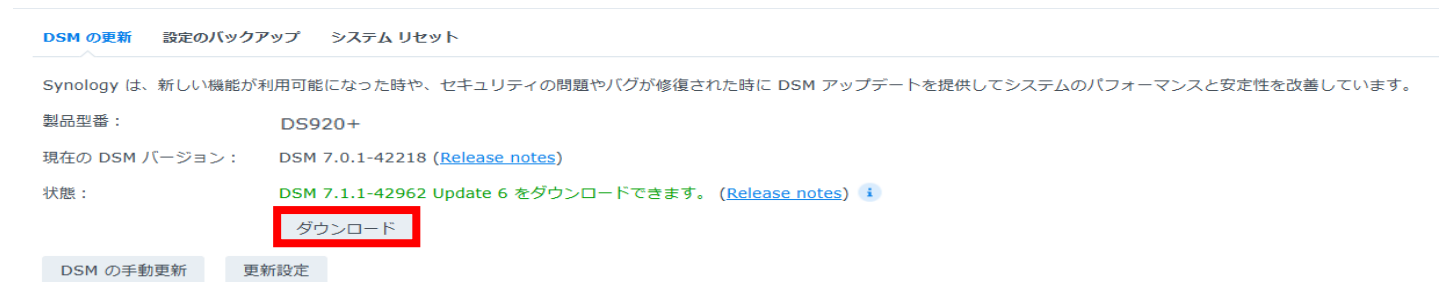 DSM の更新 設定のバックアップ システム リセット
Synology は、新しい機能が利用可能になった時や、セキュリティの問題やバグが修復された時に DSM アップデートを提供してシステムのパフォーマンスと安定性を改善しています。
製品型番： DS920+
現在の DSM バージョン： DSM 7.0.1-42218 (Release notes)
状態： DSM 7.1.1-42962 Update 6 をダウンロードできます。 (Release notes) i
ダウンロード
DSM の手動更新 更新設定